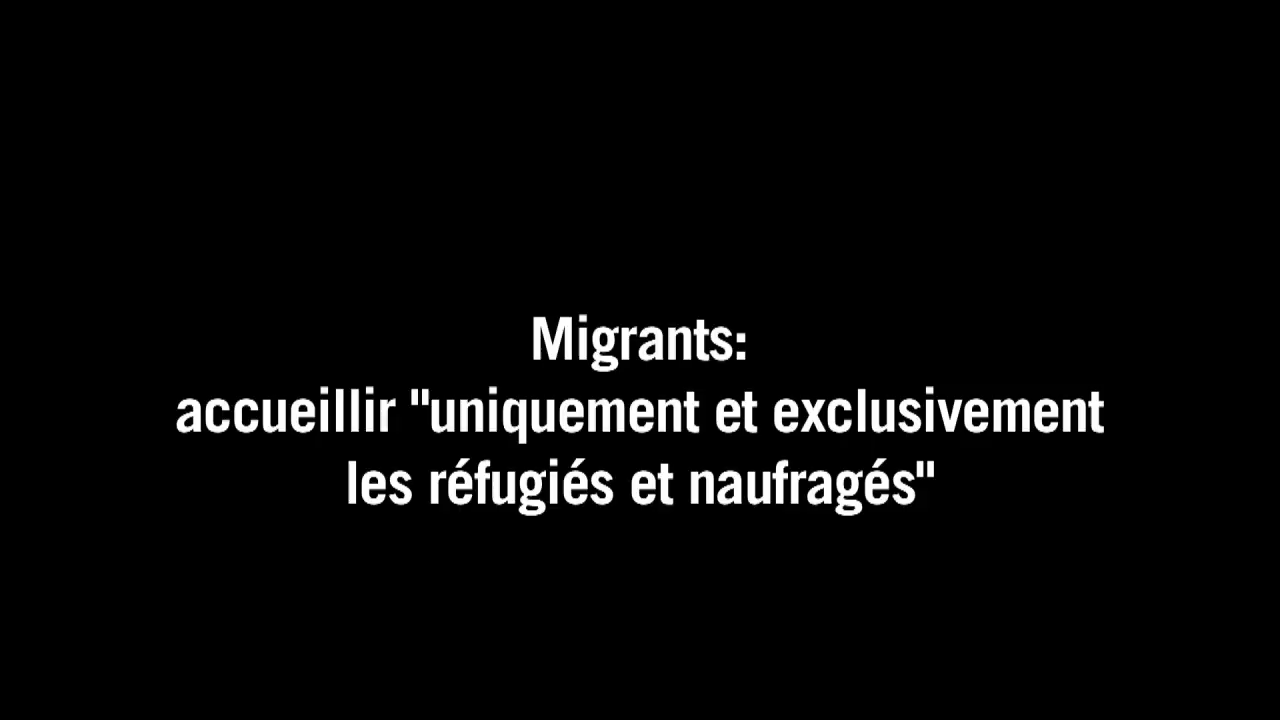 Migrants:
accueillir "uniquement et exclusivement
les réfugiés et naufragés"